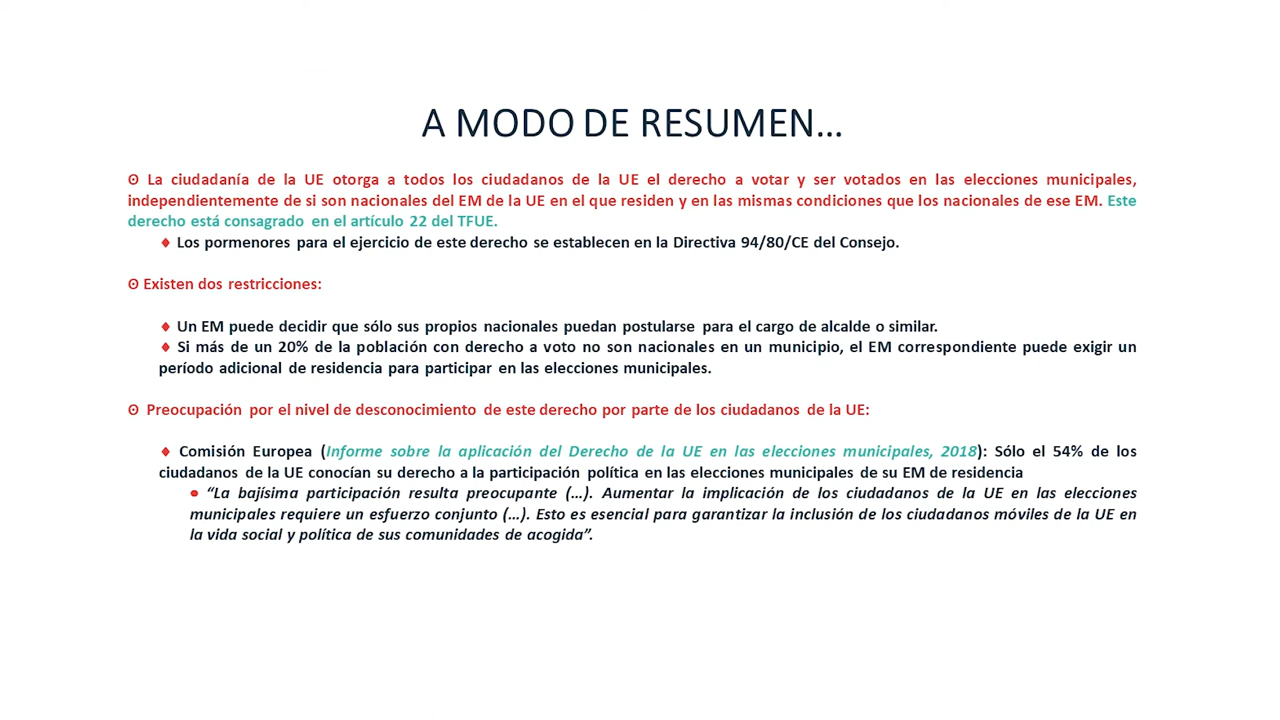 A MODO DE RESUMEN…
ʘ La ciudadanía de la UE otorga a todos los ciudadanos de la UE el derecho a votar y ser votados en las elecciones municipales,
independientemente de si son nacionales del EM de la UE en el que residen y en las mismas condiciones que los nacionales de ese EM. Este
derecho está consagrado en el artículo 22 del TFUE.
♦ Los pormenores para el ejercicio de este derecho se establecen en la Directiva 94/80/CE del Consejo.
ʘ Existen dos restricciones:
♦ Un EM puede decidir que sólo sus propios nacionales puedan postularse para el cargo de alcalde o similar.
♦ Si más de un 20% de la población con derecho a voto no son nacionales en un municipio, el EM correspondiente puede exigir un
período adicional de residencia para participar en las elecciones municipales.
ʘ Preocupación por el nivel de desconocimiento de este derecho por parte de los ciudadanos de la UE:
♦ Comisión Europea (Informe sobre la aplicación del Derecho de la UE en las elecciones municipales, 2018): Sólo el 54% de los
ciudadanos de la UE conocían su derecho a la participación política en las elecciones municipales de su EM de residencia
• “La bajísima participación resulta preocupante (…). Aumentar la implicación de los ciudadanos de la UE en las elecciones
municipales requiere un esfuerzo conjunto (…). Esto es esencial para garantizar la inclusión de los ciudadanos móviles de la UE en
la vida social y política de sus comunidades de acogida”.